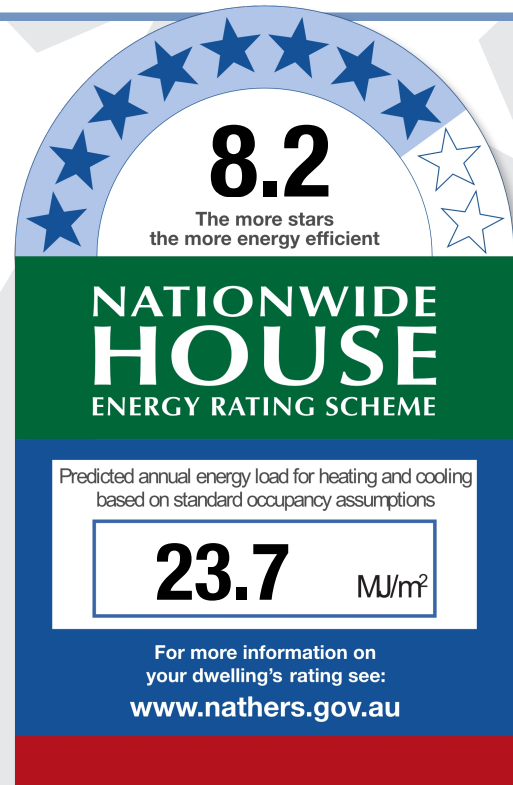 8.2
The more stars
the more energy efficient
NATIONWIDE
HOUSE
ENERGY RATING SCHEME
Predicted annual energy load for heating and cooling
based on standard occupancy assumptions
23.7 MJ/m²
For more information on
your dwelling's rating see:
www.nathers.gov.au